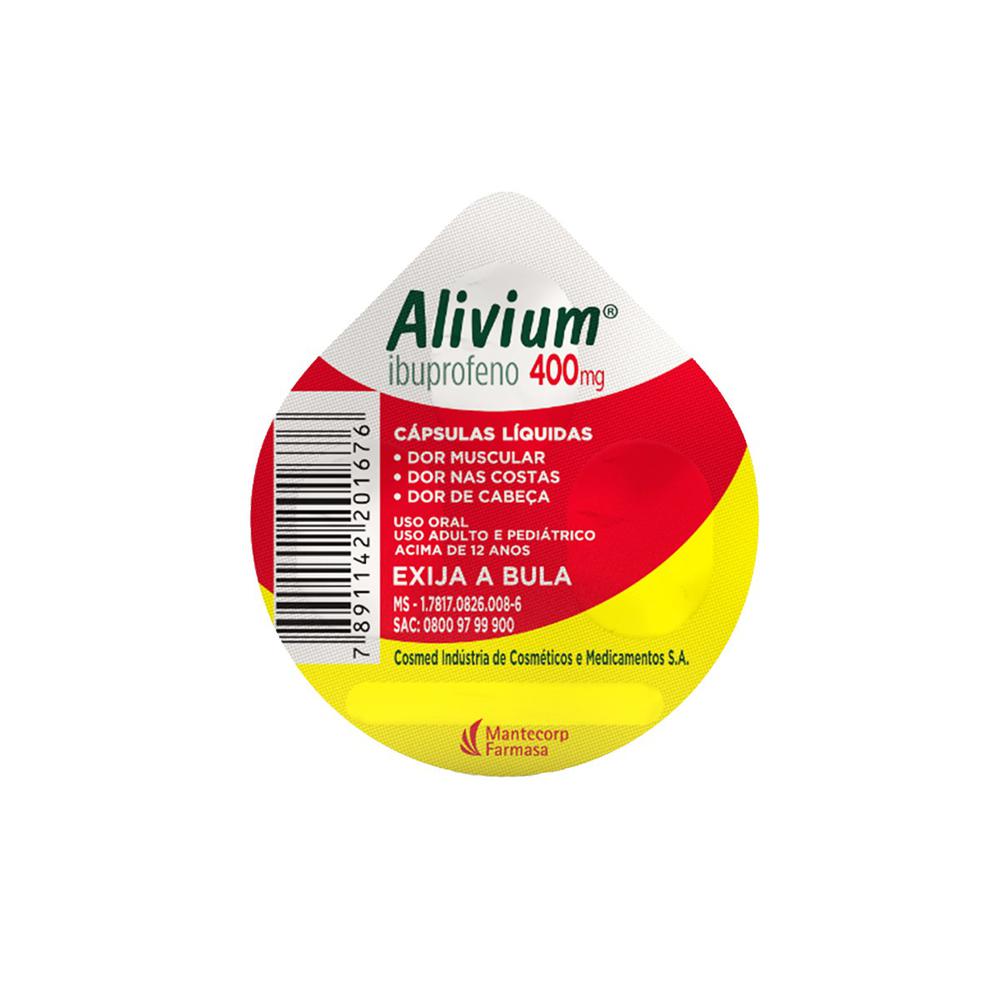 Alivium®
ibuprofeno 400mg
CÁPSULAS LÍQUIDAS
• DOR MUSCULAR
• DOR NAS COSTAS
• DOR DE CABEÇA
USO ORAL
USO ADULTO E PEDIÁTRICO
ACIMA DE 12 ANOS
EXIJA A BULA
MS - 1.7817.0826.008-6
SAC: 0800 97 99 900
Cosmed Indústria de Cosméticos e Medicamentos S.A.
7 891142 201676
Mantecorp
Farmasa